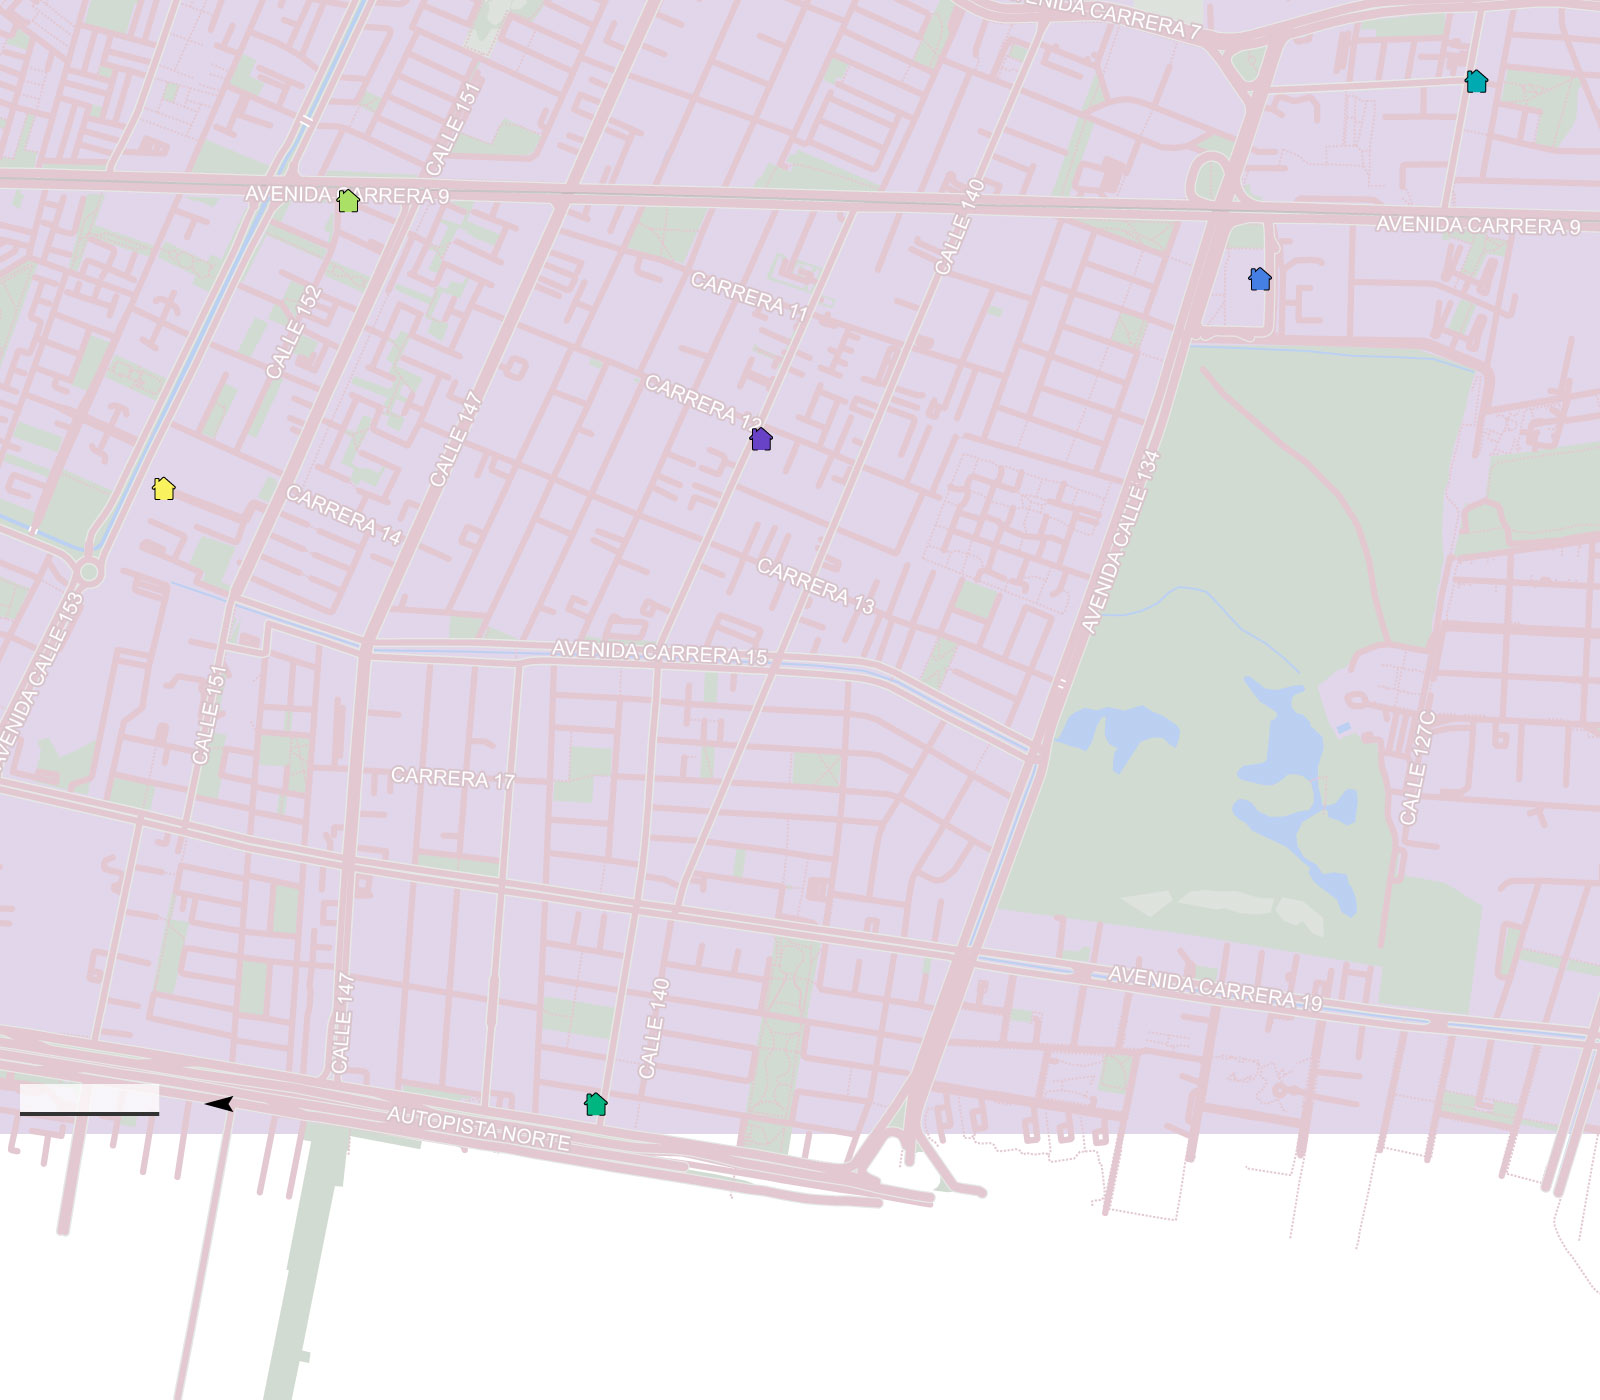 AVENIDA CARRERA 7
CALLE 151
AVENIDA CARRERA 9
CALLE 140
AVENIDA CARRERA 9
CARRERA 11
CALLE 152
CARRERA 12
CALLE 147
CARRERA 14
AVENIDA CALLE 134
CARRERA 13
AVENIDA CALLE 153
AVENIDA CARRERA 15
CALLE 151
CALLE 127C
CARRERA 17
AVENIDA CARRERA 19
CALLE 147
CALLE 140
AUTOPISTA NORTE